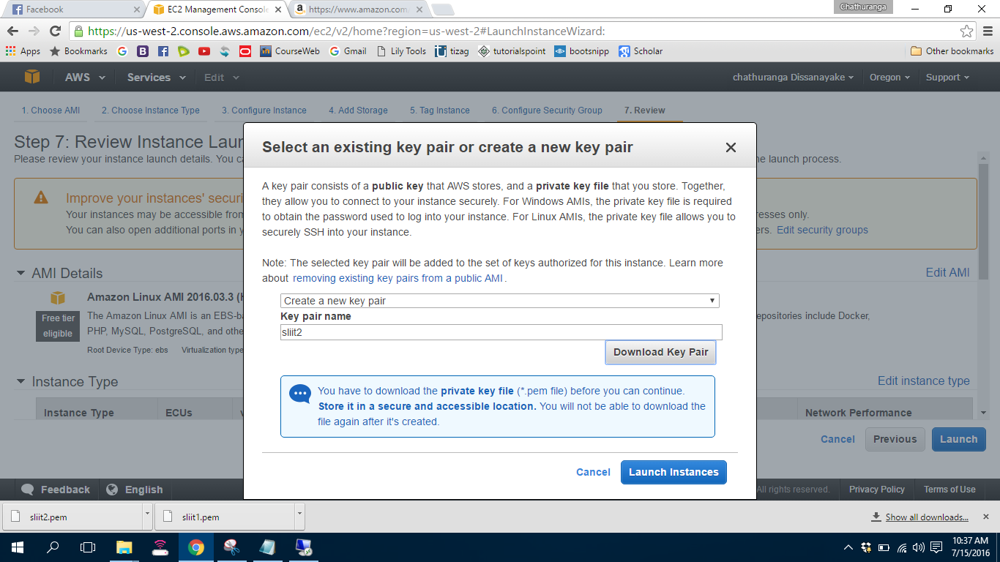 Facebook
EC2 Management Console
https://www.amazon.com
Chathuranga
https://us-west-2.console.aws.amazon.com/ec2/v2/home?region=us-west-2#LaunchInstanceWizard:
Apps
Bookmarks
CourseWeb
Gmail
Lily Tools
tizag
tutorialspoint
bootsnipp
Scholar
Other bookmarks
AWS
Services
Edit
chathuranga Dissanayake
Oregon
Support
1. Choose AMI
2. Choose Instance Type
3. Configure Instance
4. Add Storage
5. Tag Instance
6. Configure Security Group
7. Review
Step 7: Review Instance Laun
Please review your instance launch details. You ca
he launch process.
Improve your instances' securi
Your instances may be accessible from
resses only.
You can also open additional ports in y
ers. Edit security groups
AMI Details
Edit AMI
Amazon Linux AMI 2016.03.3 (H
Free tier
eligible
The Amazon Linux AMI is an EBS-ba
epositories include Docker,
PHP, MySQL, PostgreSQL, and othe
Root Device Type: ebs Virtualization type
Instance Type
Edit instance type
Instance Type
ECUs
v
Network Performance
Cancel
Previous
Launch
Select an existing key pair or create a new key pair
A key pair consists of a public key that AWS stores, and a private key file that you store. Together,
they allow you to connect to your instance securely. For Windows AMIs, the private key file is required
to obtain the password used to log into your instance. For Linux AMIs, the private key file allows you to
securely SSH into your instance.
Note: The selected key pair will be added to the set of keys authorized for this instance. Learn more
about removing existing key pairs from a public AMI .
Create a new key pair
Key pair name
sliit2
Download Key Pair
You have to download the private key file (*.pem file) before you can continue.
Store it in a secure and accessible location. You will not be able to download the
file again after it's created.
Cancel
Launch Instances
Feedback
English
All rights reserved.
Privacy Policy
Terms of Use
sliit2.pem
sliit1.pem
Show all downloads...
10:37 AM
7/15/2016